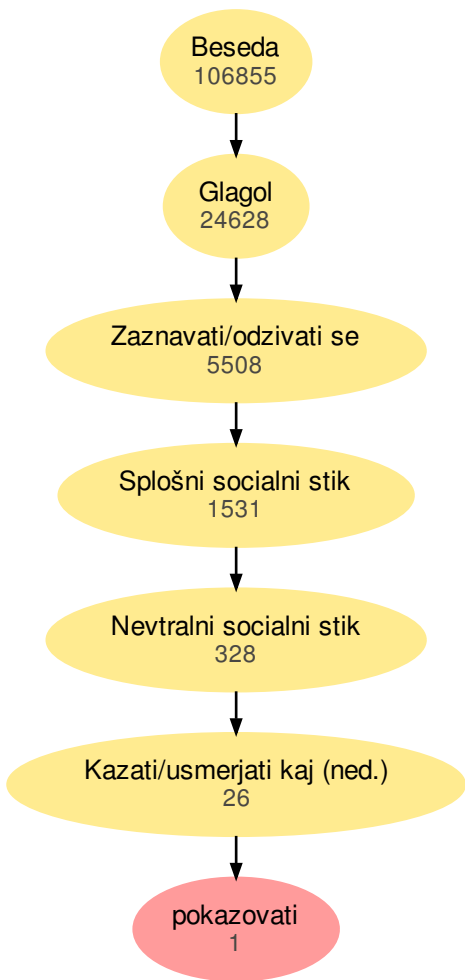 Beseda
106855
Glagol
24628
Zaznavati/odzivati se
5508
Splošni socialni stik
1531
Nevtralni socialni stik
328
Kazati/usmerjati kaj (ned.)
26
pokazovati
1